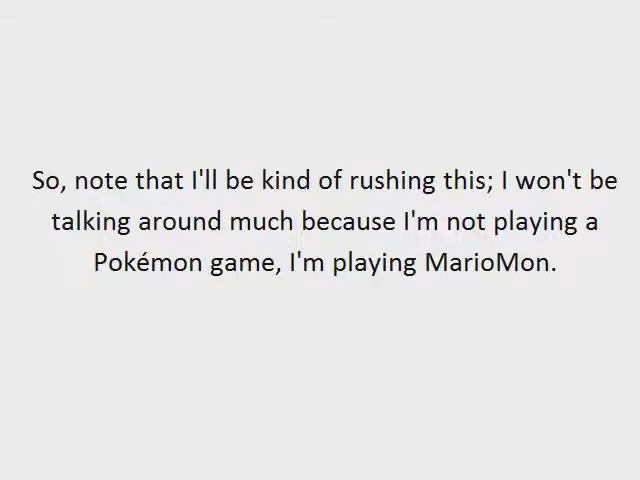 So, note that I'll be kind of rushing this; I won't be
talking around much because I'm not playing a
Pokémon game, I'm playing MarioMon.